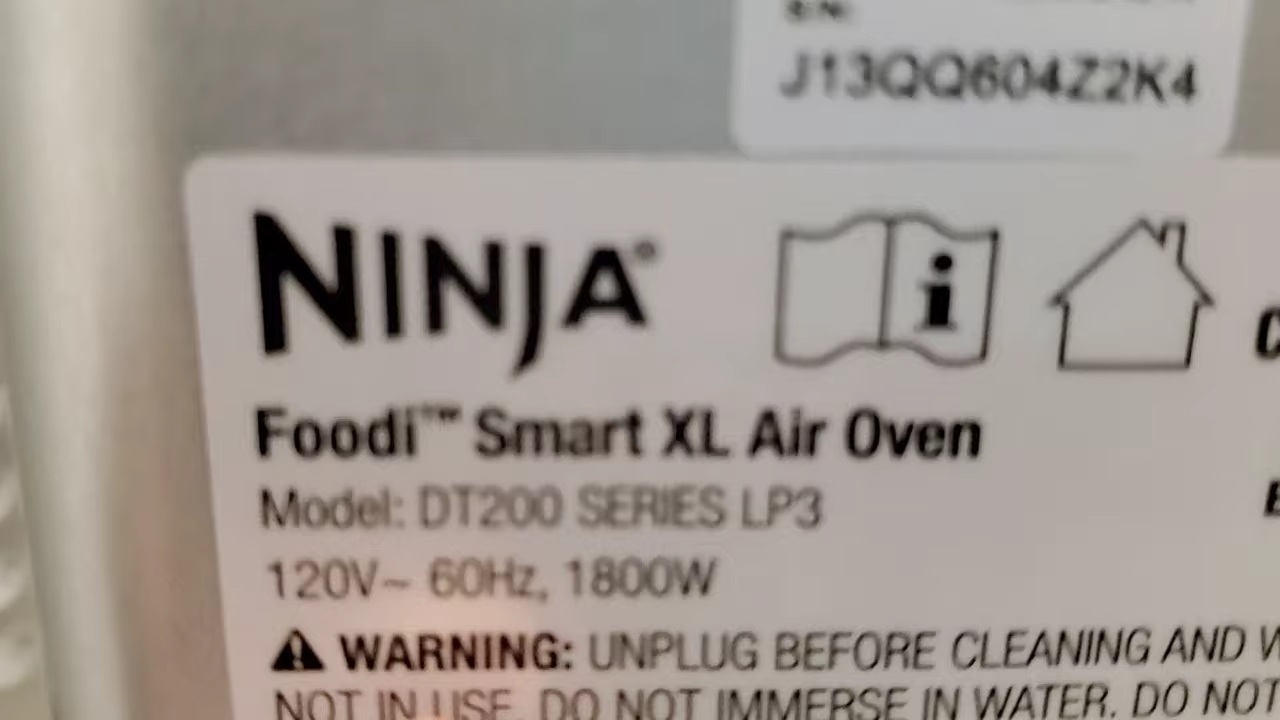 SN:
J13QQ604Z2K4
NINJA®
i
Foodi™ Smart XL Air Oven
Model: DT200 SERIES LP3
120V~ 60Hz, 1800W
WARNING: UNPLUG BEFORE CLEANING AND
NOT IN USE. DO NOT IMMERSE IN WATER. DO NOT